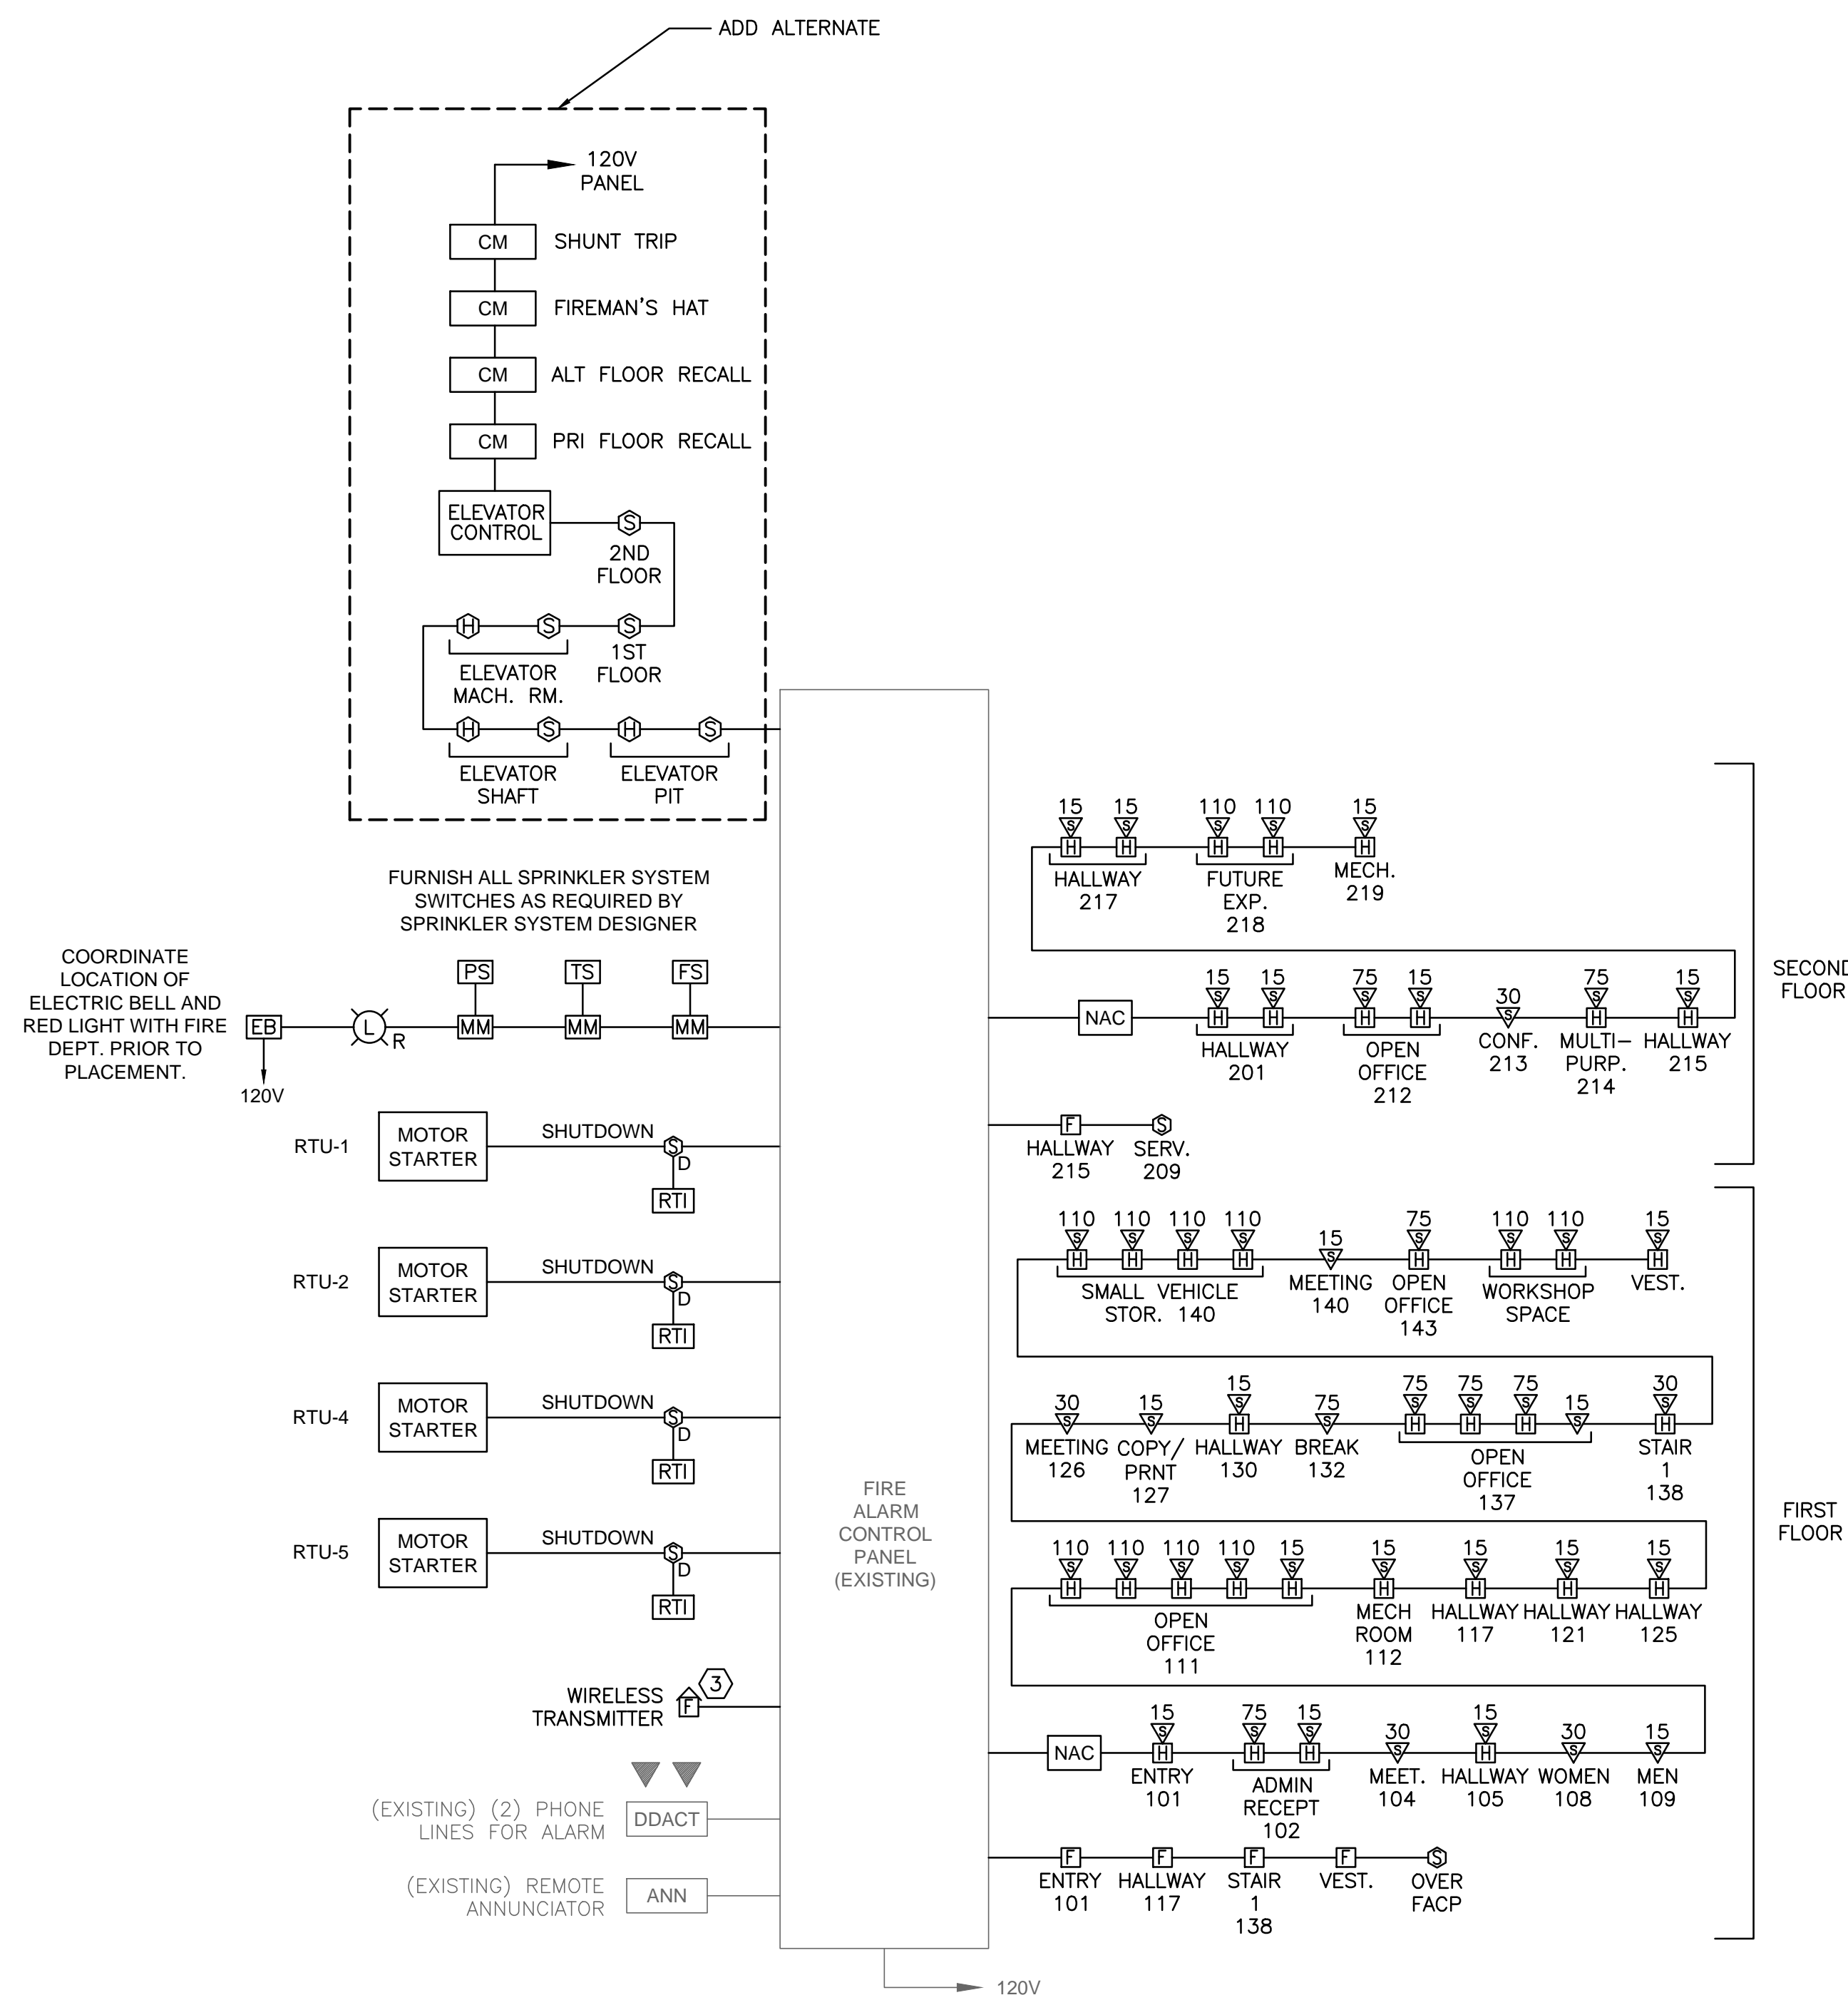 ADD ALTERNATE
120V
PANEL
CM SHUNT TRIP
CM FIREMAN'S HAT
CM ALT FLOOR RECALL
CM PRI FLOOR RECALL
ELEVATOR
CONTROL
S
2ND
FLOOR
H S S
ELEVATOR
MACH. RM.
1ST
FLOOR
H S H S
ELEVATOR
SHAFT
ELEVATOR
PIT
FURNISH ALL SPRINKLER SYSTEM
SWITCHES AS REQUIRED BY
SPRINKLER SYSTEM DESIGNER
COORDINATE
LOCATION OF
ELECTRIC BELL AND
RED LIGHT WITH FIRE
DEPT. PRIOR TO
PLACEMENT.
PS TS FS
EB L R MM MM MM
120V
RTU-1
MOTOR
STARTER
SHUTDOWN
S
D
RTI
RTU-2
MOTOR
STARTER
SHUTDOWN
S
D
RTI
RTU-4
MOTOR
STARTER
SHUTDOWN
S
D
RTI
RTU-5
MOTOR
STARTER
SHUTDOWN
S
D
RTI
WIRELESS
TRANSMITTER
F
3
(EXISTING) (2) PHONE
LINES FOR ALARM
DDACT
(EXISTING) REMOTE
ANNUNCIATOR
ANN
FIRE
ALARM
CONTROL
PANEL
(EXISTING)
120V
15 15 110 110 15
S S S S S
H H H H H
HALLWAY
217
FUTURE
EXP.
218
MECH.
219
SECOND
FLOOR
15 15 75 15 30 75 15
S S S S S S S
NAC H H H H H H
HALLWAY
201
OPEN
OFFICE
212
CONF.
213
MULTI-
PURP.
214
HALLWAY
215
F S
HALLWAY
215
SERV.
209
110 110 110 110 15 75 110 110 15
S S S S S S S S S
H H H H H H H H
SMALL VEHICLE
STOR. 140
MEETING
140
OPEN
OFFICE
143
WORKSHOP
SPACE
VEST.
30 15 15 75 75 75 75 15 30
S S S S S S S S S
H H H H H
MEETING
126
COPY/
PRNT
127
HALLWAY
130
BREAK
132
OPEN
OFFICE
137
STAIR
1
138
FIRST
FLOOR
110 110 110 110 15 15 15 15 15
S S S S S S S S S
H H H H H H H H H
OPEN
OFFICE
111
MECH
ROOM
112
HALLWAY
117
HALLWAY
121
HALLWAY
125
15 75 15 30 15 30 15
S S S S S S S
NAC H H H H
ENTRY
101
ADMIN
RECEPT
102
MEET.
104
HALLWAY
105
WOMEN
108
MEN
109
F F F F S
ENTRY
101
HALLWAY
117
STAIR
1
138
VEST.
OVER
FACP